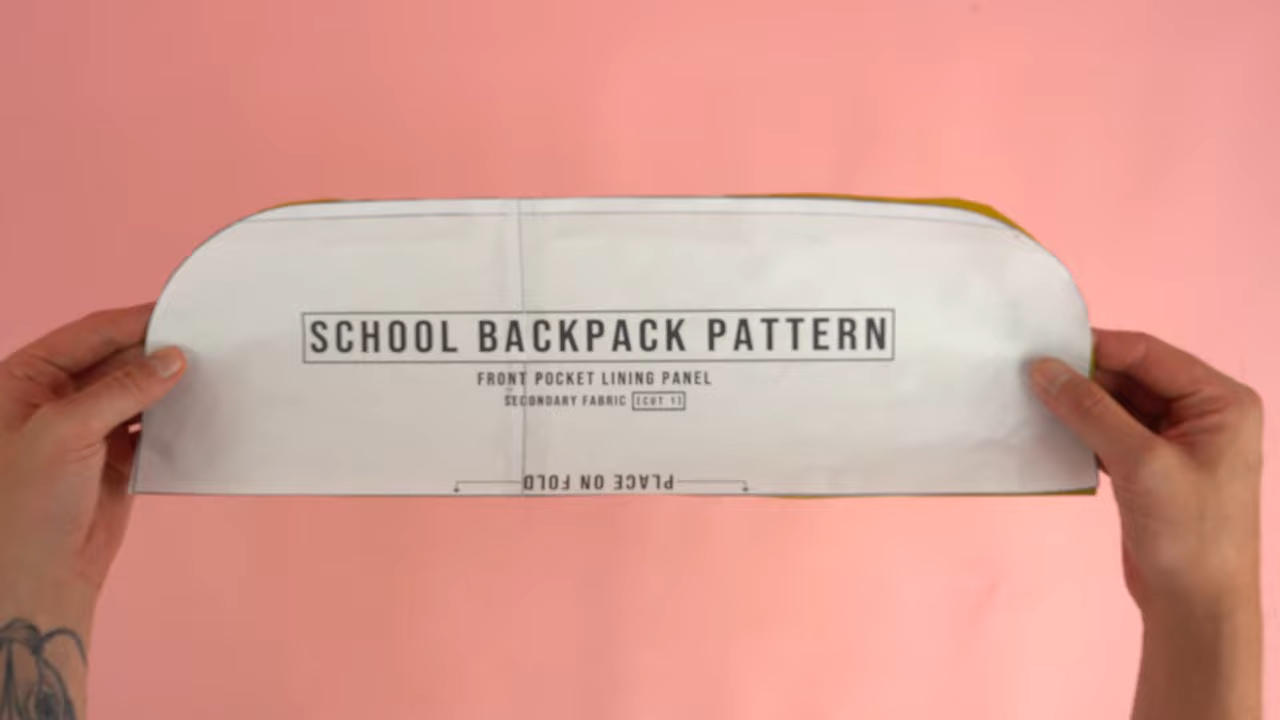 SCHOOL BACKPACK PATTERN
FRONT POCKET LINING PANEL
SECONDARY FABRIC [CUT 1]
PLACE ON FOLD